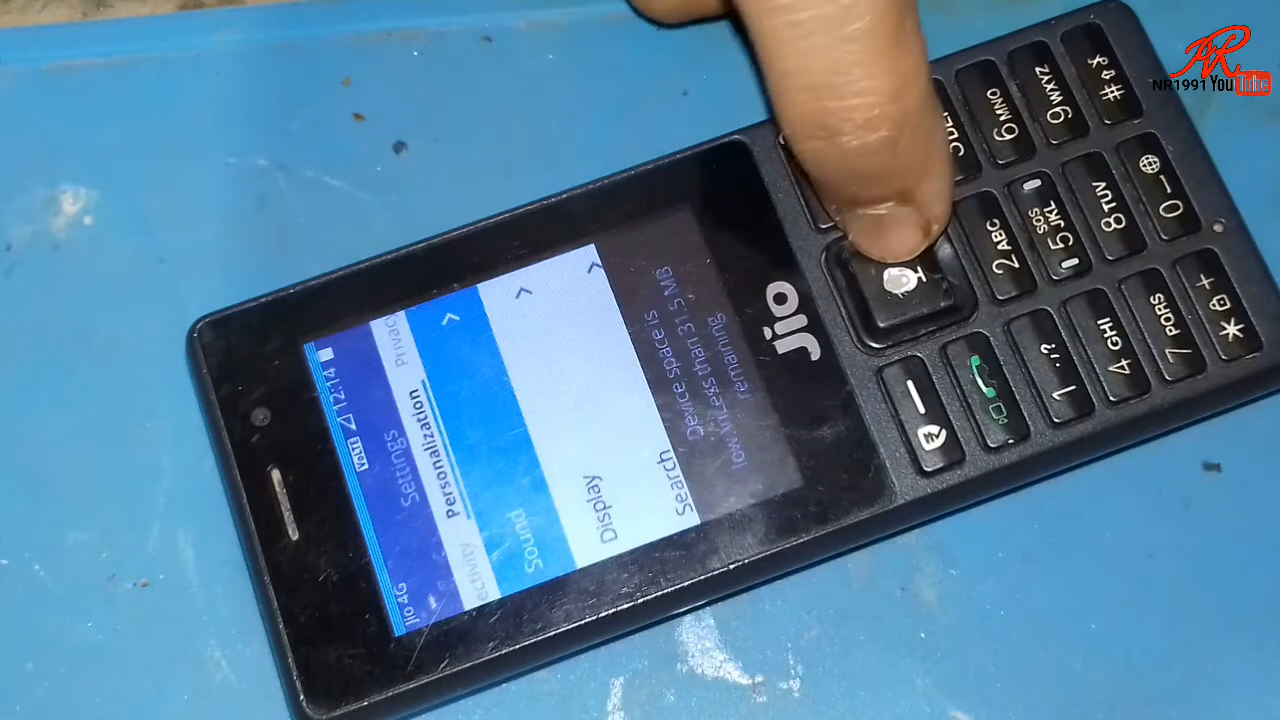 NR1991 YouTube
Jio 4G VoLTE 12:14
Settings
ectivity Personalization Privacy
Sound
Display
Search
Device space is
low.
than 31.5 MB
remaining
Jio
1 .,!?
2 ABC
4 GHI
5 JKL
SOS
6 MNO
7 PQRS
8 TUV
9 WXYZ
* +
0
#